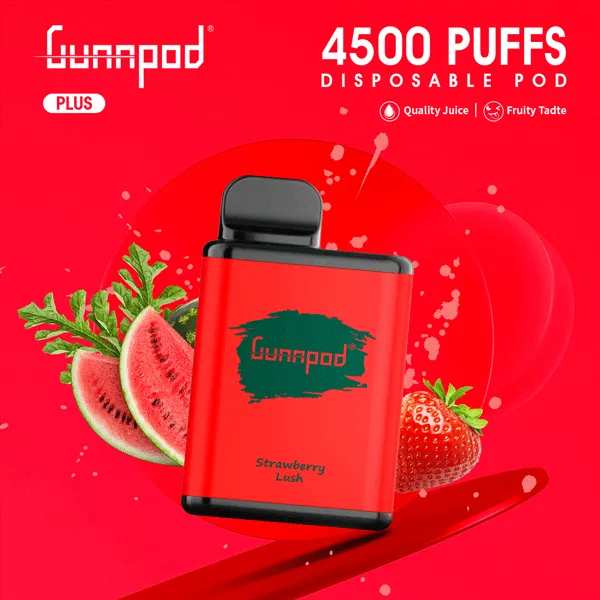 Gunnpod®
PLUS
4500 PUFFS
DISPOSABLE POD
Quality Juice | Fruity Tadte
Gunnpod®
Strawberry
Lush